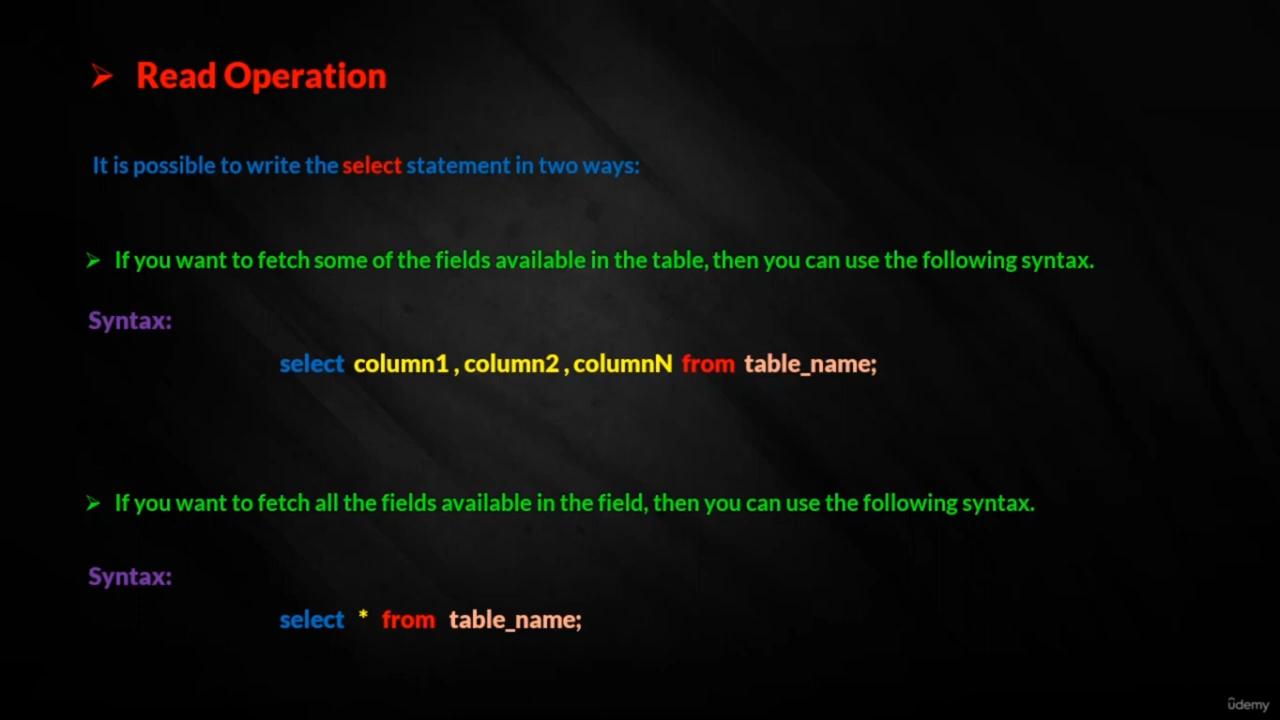 ➢ Read Operation
It is possible to write the select statement in two ways:
➢ If you want to fetch some of the fields available in the table, then you can use the following syntax.
Syntax:
select column1 , column2 , columnN from table_name;
➢ If you want to fetch all the fields available in the field, then you can use the following syntax.
Syntax:
select * from table_name;
ûdemy